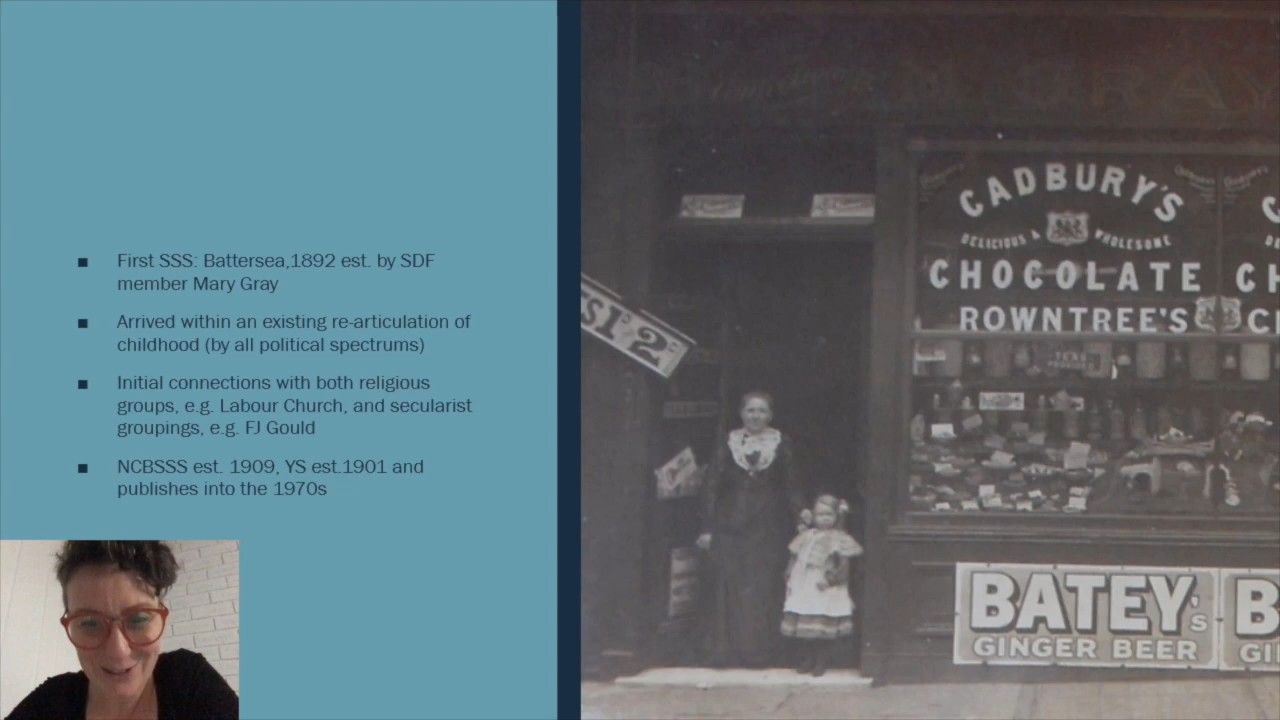 ■ First SSS: Battersea,1892 est. by SDF
member Mary Gray
■ Arrived within an existing re-articulation of
childhood (by all political spectrums)
■ Initial connections with both religious
groups, e.g. Labour Church, and secularist
groupings, e.g. FJ Gould
■ NCBSSS est. 1909, YS est.1901 and
publishes into the 1970s
GRAY
CADBURY'S
DELICIOUS & WHOLESOME
CHOCOLATE
ROWNTREE'S
BATEY's
GINGER BEER